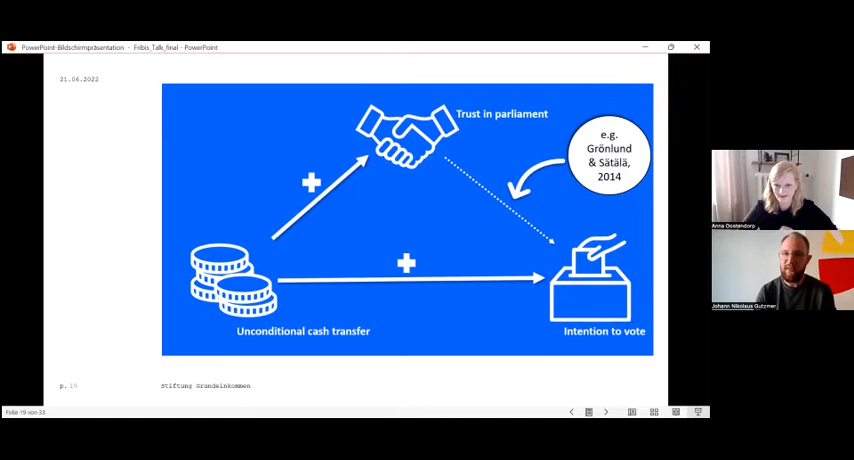 PowerPoint-Bildschirmpräsentation - Fribis_Talk_final - PowerPoint
21.06.2022
Trust in parliament
e.g.
Grönlund
& Sätälä,
2014
Unconditional cash transfer
Intention to vote
Anna Oostendorp
Johann Nikolaus Gutzmer
p. 19
Stiftung Grundeinkommen
Folie 19 von 33